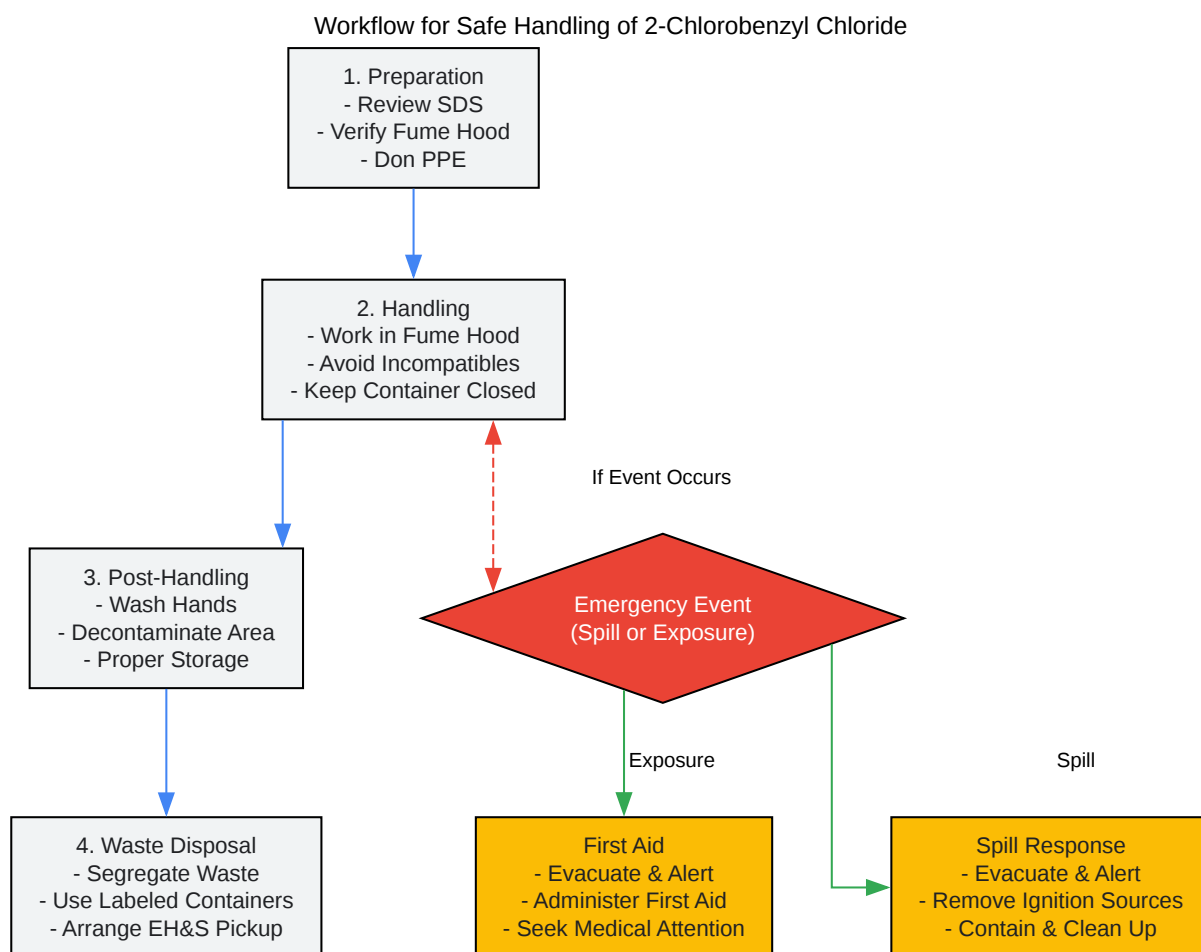 Workflow for Safe Handling of 2-Chlorobenzyl Chloride
1. Preparation
- Review SDS
- Verify Fume Hood
- Don PPE
2. Handling
- Work in Fume Hood
- Avoid Incompatibles
- Keep Container Closed
If Event Occurs
3. Post-Handling
- Wash Hands
- Decontaminate Area
- Proper Storage
Emergency Event
(Spill or Exposure)
Exposure
Spill
4. Waste Disposal
- Segregate Waste
- Use Labeled Containers
- Arrange EH&S Pickup
First Aid
- Evacuate & Alert
- Administer First Aid
- Seek Medical Attention
Spill Response
- Evacuate & Alert
- Remove Ignition Sources
- Contain & Clean Up